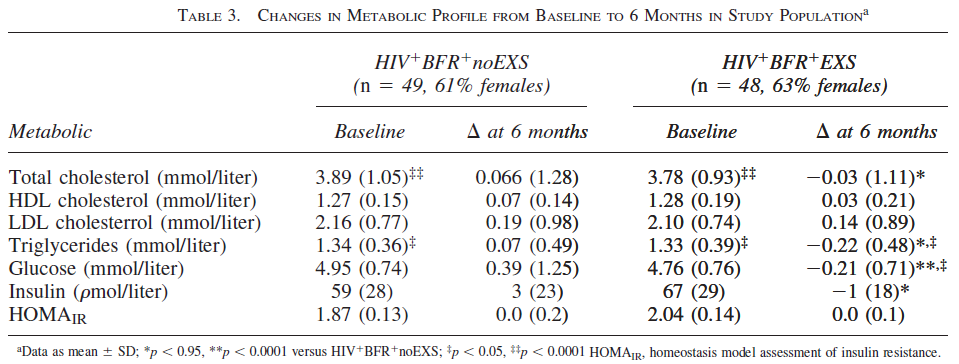 TABLE 3. CHANGES IN METABOLIC PROFILE FROM BASELINE TO 6 MONTHS IN STUDY POPULATIONᵃ
HIV⁺BFR⁺noEXS HIV⁺BFR⁺EXS
(n = 49, 61% females) (n = 48, 63% females)
Metabolic Baseline Δ at 6 months Baseline Δ at 6 months
Total cholesterol (mmol/liter) 3.89 (1.05)‡‡ 0.066 (1.28) 3.78 (0.93)‡‡ −0.03 (1.11)*
HDL cholesterol (mmol/liter) 1.27 (0.15) 0.07 (0.14) 1.28 (0.19) 0.03 (0.21)
LDL cholesterrol (mmol/liter) 2.16 (0.77) 0.19 (0.98) 2.10 (0.74) 0.14 (0.89)
Triglycerides (mmol/liter) 1.34 (0.36)‡ 0.07 (0.49) 1.33 (0.39)‡ −0.22 (0.48)*,‡
Glucose (mmol/liter) 4.95 (0.74) 0.39 (1.25) 4.76 (0.76) −0.21 (0.71)**,‡
Insulin (ρmol/liter) 59 (28) 3 (23) 67 (29) −1 (18)*
HOMA_IR 1.87 (0.13) 0.0 (0.2) 2.04 (0.14) 0.0 (0.1)
ᵃData as mean ± SD; *p < 0.95, **p < 0.0001 versus HIV⁺BFR⁺noEXS; ‡p < 0.05, ‡‡p < 0.0001 HOMA_IR, homeostasis model assessment of insulin resistance.